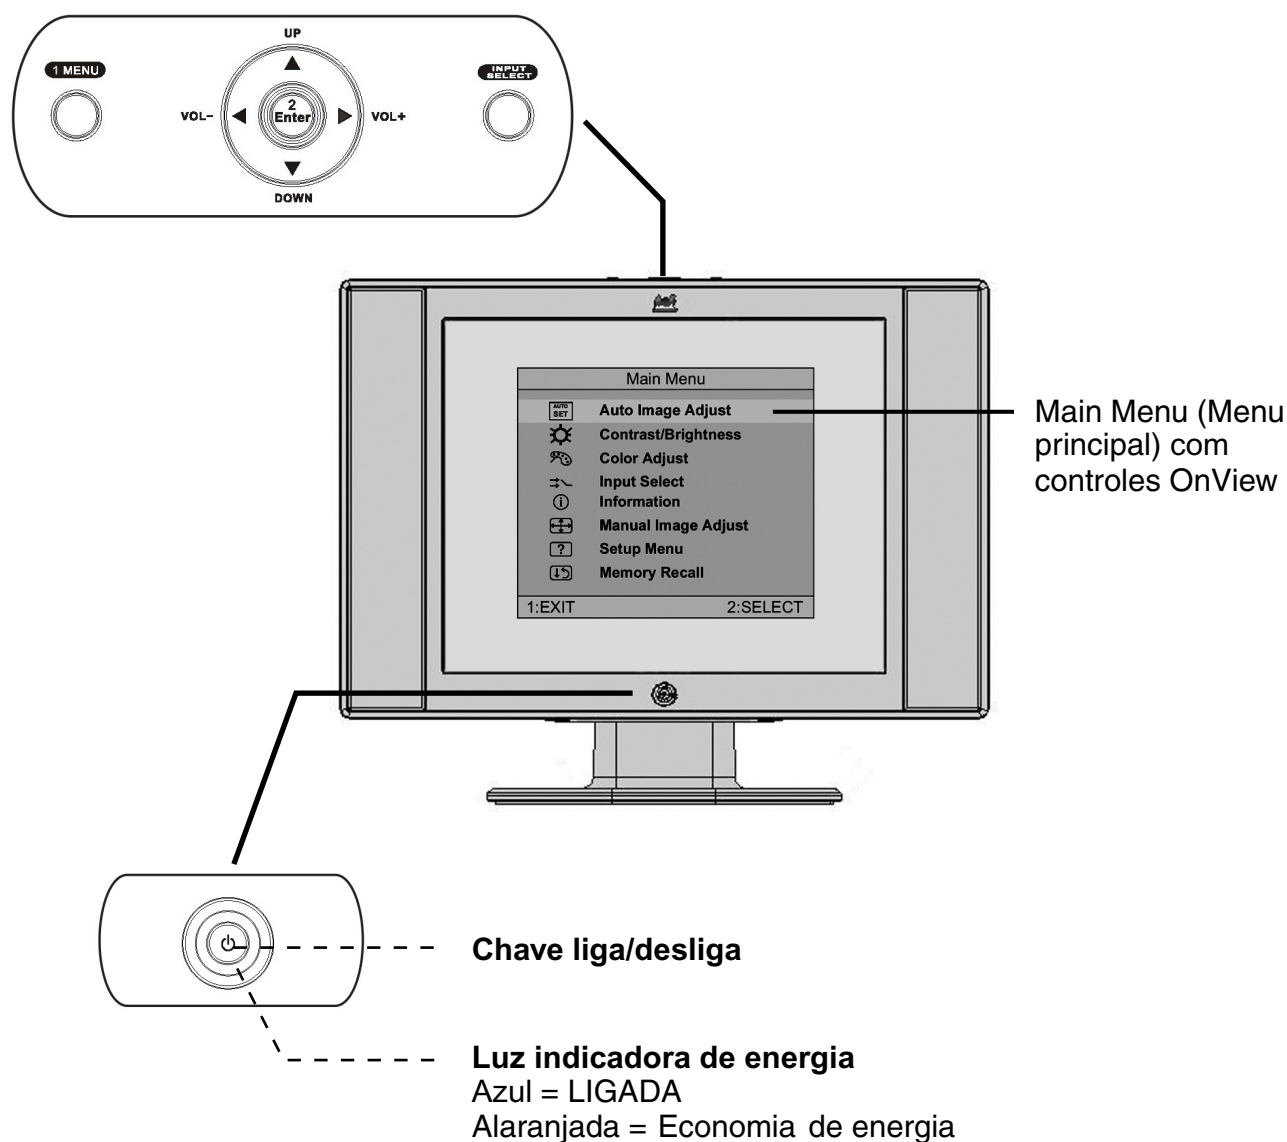 UP
1 MENU
INPUT
SELECT
VOL-
2
Enter
VOL+
DOWN
Main Menu
AUTO
SET
Auto Image Adjust
Contrast/Brightness
Color Adjust
Input Select
Information
Manual Image Adjust
Setup Menu
Memory Recall
1:EXIT
2:SELECT
Main Menu (Menu
principal) com
controles OnView
Chave liga/desliga
Luz indicadora de energia
Azul = LIGADA
Alaranjada = Economia de energia